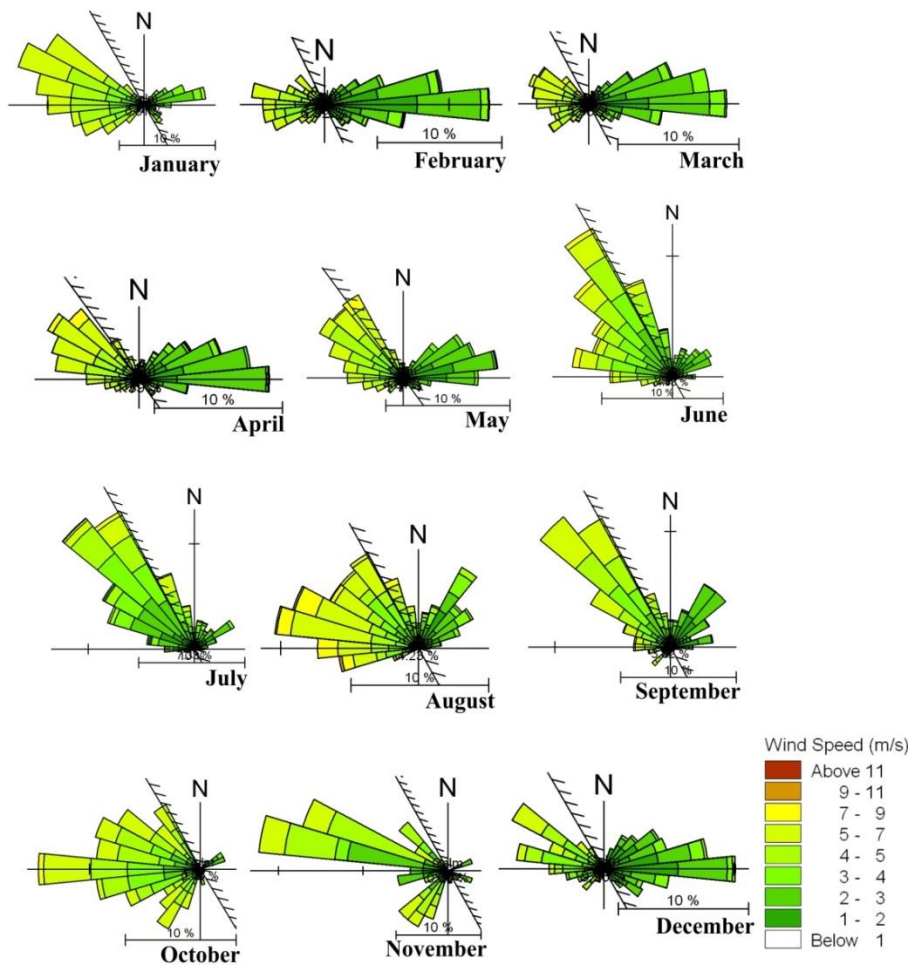 N
N
N
10 %
January
10 %
February
10 %
March
N
N
N
10 %
April
10 %
May
10 %
June
N
N
N
10 %
July
10 %
August
10 %
September
N
N
N
10 %
October
10 %
November
10 %
December
Wind Speed (m/s)
Above 11
9 - 11
7 - 9
5 - 7
4 - 5
3 - 4
2 - 3
1 - 2
Below 1